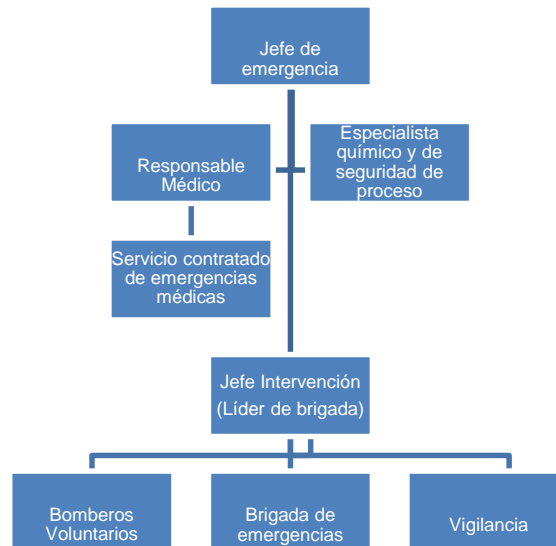 Jefe de
emergencia
Responsable
Médico
Especialista
químico y de
seguridad de
proceso
Servicio contratado
de emergencias
médicas
Jefe Intervención
(Líder de brigada)
Bomberos
Voluntarios
Brigada de
emergencias
Vigilancia